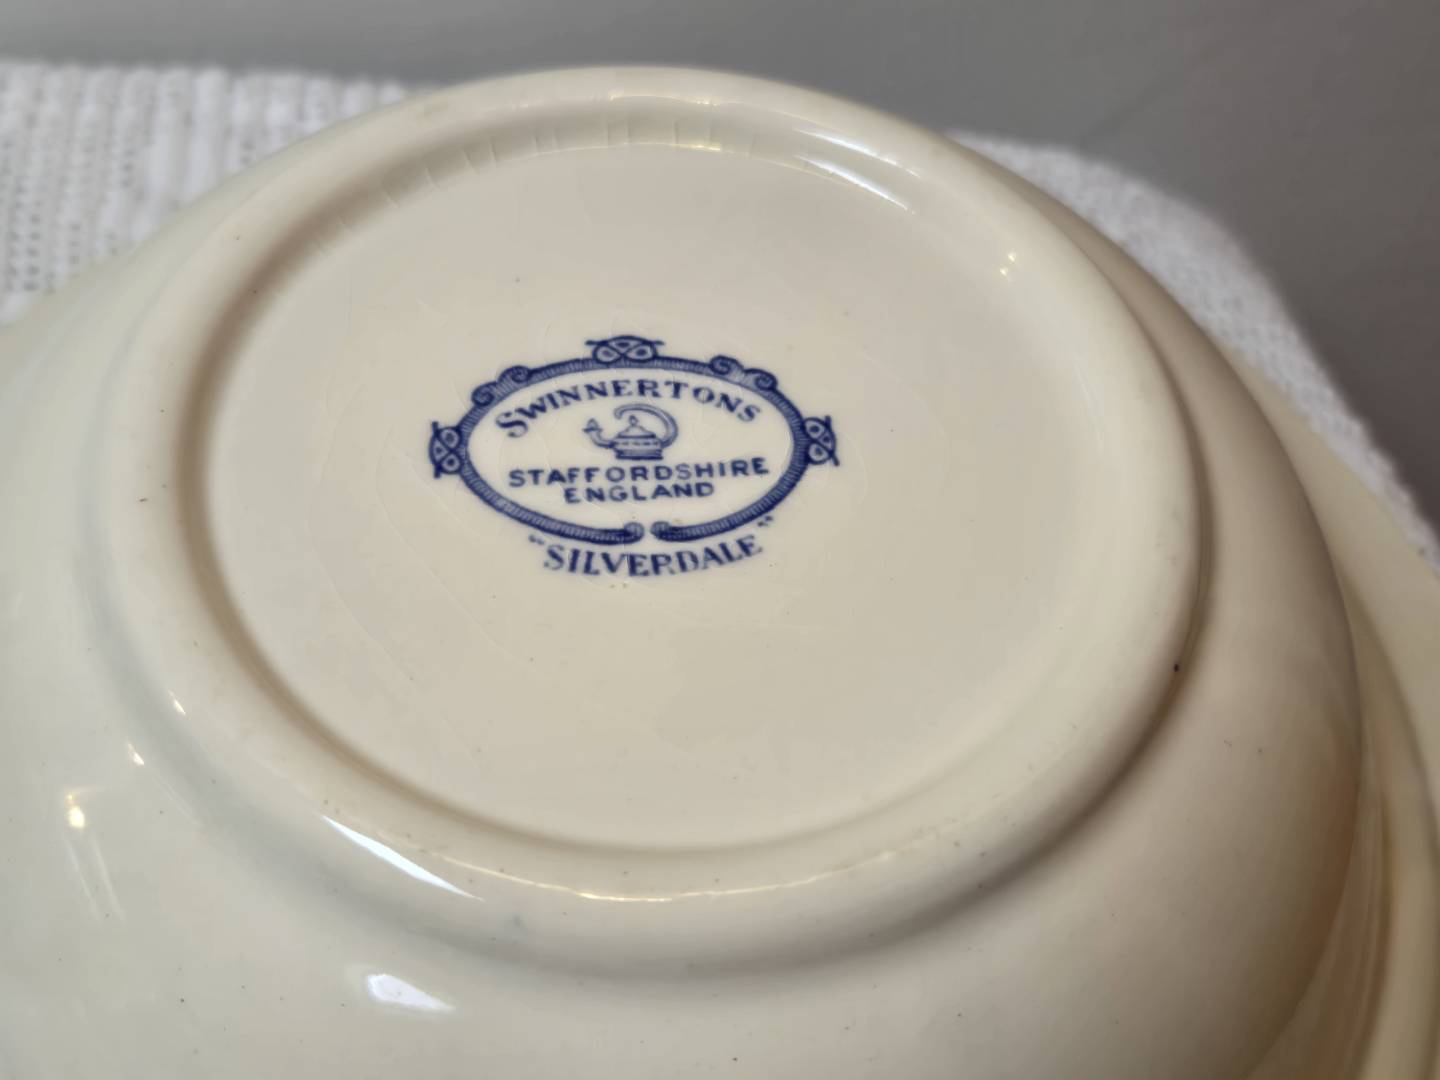 SWINNERTONS
STAFFORDSHIRE
ENGLAND
"SILVERDALE"